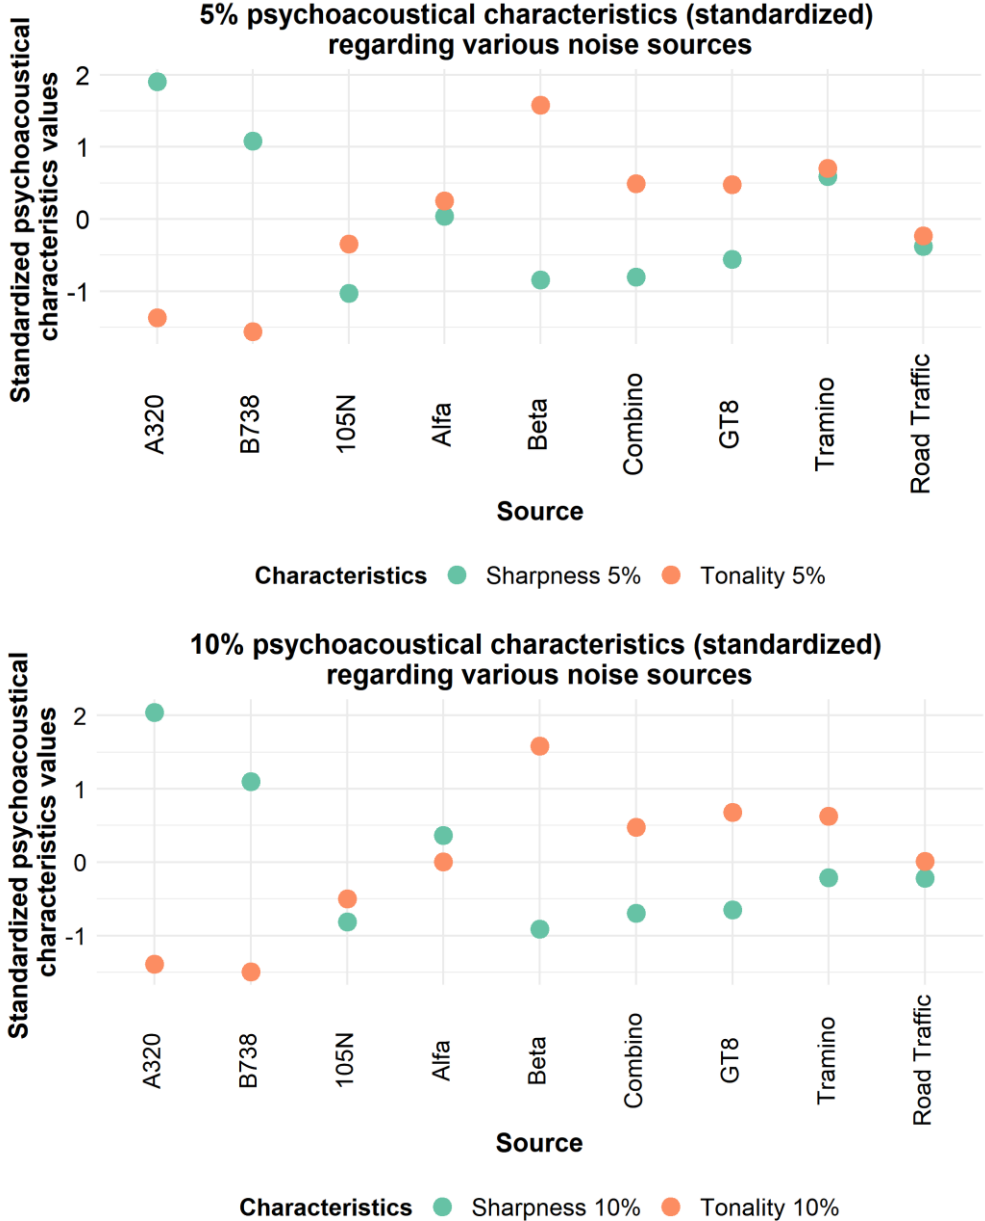 5% psychoacoustical characteristics (standardized)
regarding various noise sources
Standardized psychoacoustical
characteristics values
2
1
0
-1
A320
B738
105N
Alfa
Beta
Combino
GT8
Tramino
Road Traffic
Source
Characteristics Sharpness 5% Tonality 5%
10% psychoacoustical characteristics (standardized)
regarding various noise sources
Standardized psychoacoustical
characteristics values
2
1
0
-1
A320
B738
105N
Alfa
Beta
Combino
GT8
Tramino
Road Traffic
Source
Characteristics Sharpness 10% Tonality 10%